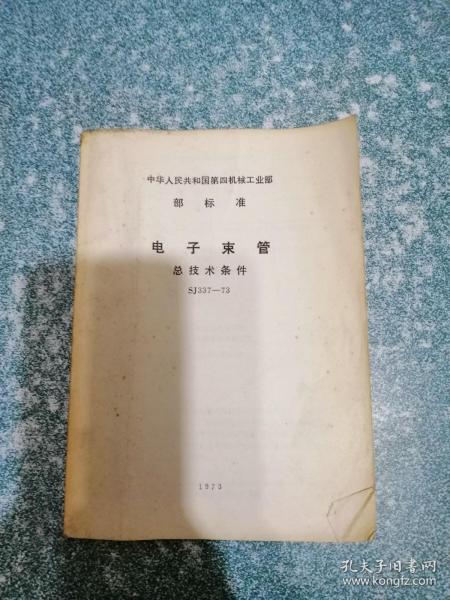 中华人民共和国第四机械工业部
部标准
电子束管
总技术条件
SJ337—73
1973
孔夫子旧书网
www.kongfz.com